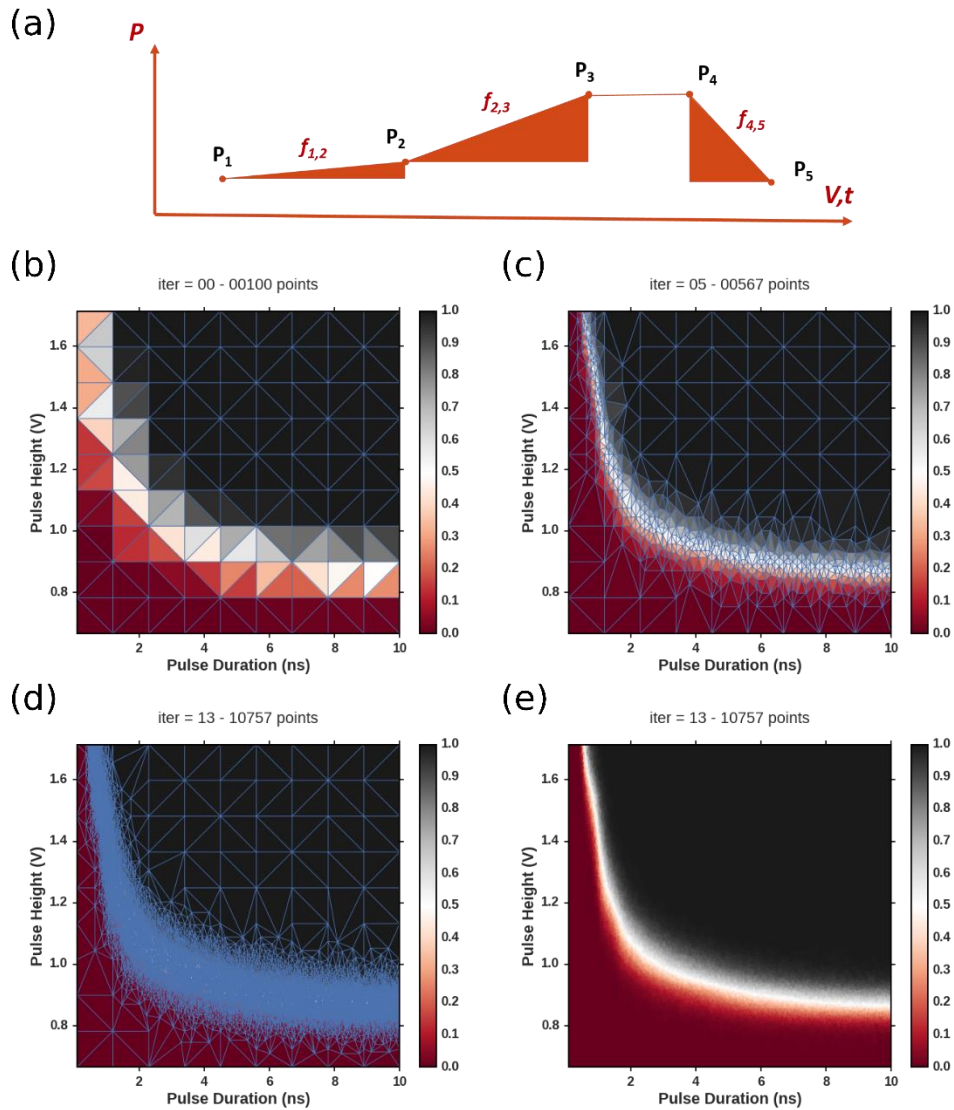 (a)
P
P1
f1,2
P2
f2,3
P3
P4
f4,5
P5
V,t
(b)
iter = 00 - 00100 points
Pulse Height (V)
1.6
1.4
1.2
1.0
0.8
2 4 6 8 10
Pulse Duration (ns)
1.0
0.9
0.8
0.7
0.6
0.5
0.4
0.3
0.2
0.1
0.0
(c)
iter = 05 - 00567 points
Pulse Height (V)
1.6
1.4
1.2
1.0
0.8
2 4 6 8 10
Pulse Duration (ns)
1.0
0.9
0.8
0.7
0.6
0.5
0.4
0.3
0.2
0.1
0.0
(d)
iter = 13 - 10757 points
Pulse Height (V)
1.6
1.4
1.2
1.0
0.8
2 4 6 8 10
Pulse Duration (ns)
1.0
0.9
0.8
0.7
0.6
0.5
0.4
0.3
0.2
0.1
0.0
(e)
iter = 13 - 10757 points
Pulse Height (V)
1.6
1.4
1.2
1.0
0.8
2 4 6 8 10
Pulse Duration (ns)
1.0
0.9
0.8
0.7
0.6
0.5
0.4
0.3
0.2
0.1
0.0